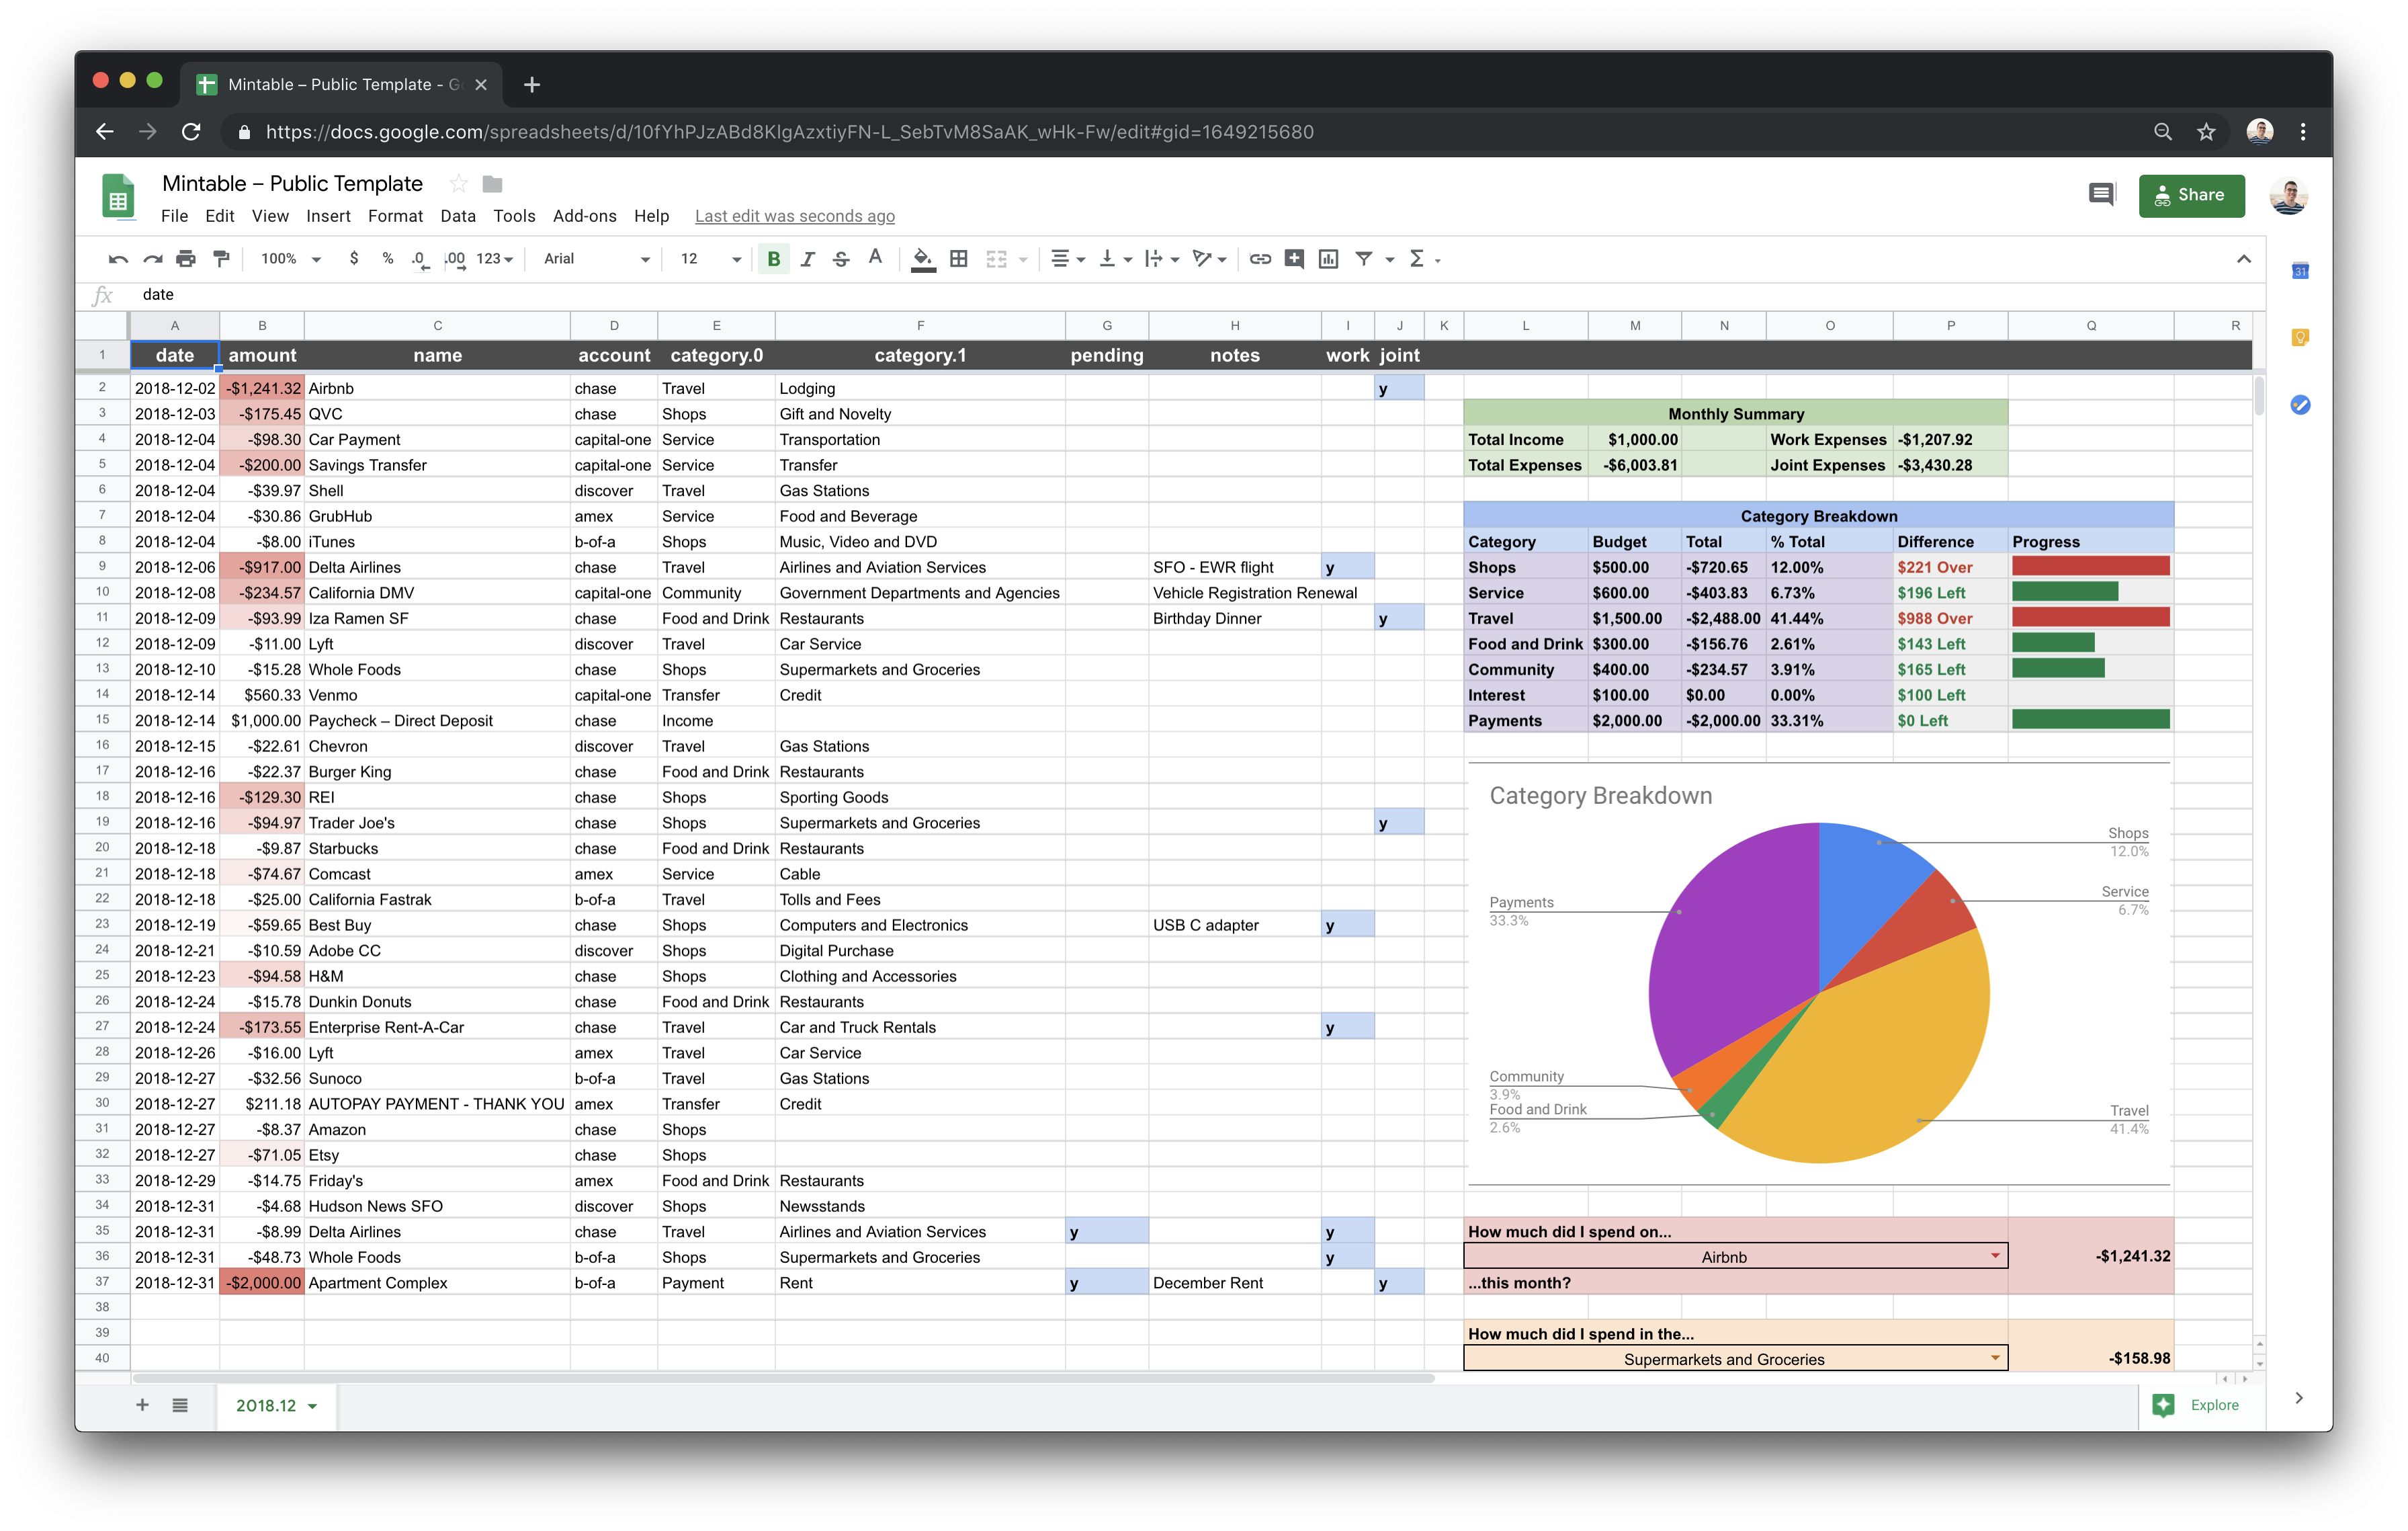 Mintable – Public Template - G
https://docs.google.com/spreadsheets/d/10fYhPJzABd8KlgAzxtiyFN-L_SebTvM8SaAK_wHk-Fw/edit#gid=1649215680
Mintable – Public Template
Share
File Edit View Insert Format Data Tools Add-ons Help Last edit was seconds ago
100% $ % .0 .00 123 Arial 12 B I S A
31
fx date
A B C D E F G H I J K L M N O P Q R
1 date amount name account category.0 category.1 pending notes work joint
2 2018-12-02 -$1,241.32 Airbnb chase Travel Lodging y
3 2018-12-03 -$175.45 QVC chase Shops Gift and Novelty Monthly Summary
4 2018-12-04 -$98.30 Car Payment capital-one Service Transportation Total Income $1,000.00 Work Expenses -$1,207.92
5 2018-12-04 -$200.00 Savings Transfer capital-one Service Transfer Total Expenses -$6,003.81 Joint Expenses -$3,430.28
6 2018-12-04 -$39.97 Shell discover Travel Gas Stations
7 2018-12-04 -$30.86 GrubHub amex Service Food and Beverage Category Breakdown
8 2018-12-04 -$8.00 iTunes b-of-a Shops Music, Video and DVD Category Budget Total % Total Difference Progress
9 2018-12-06 -$917.00 Delta Airlines chase Travel Airlines and Aviation Services SFO - EWR flight y Shops $500.00 -$720.65 12.00% $221 Over
10 2018-12-08 -$234.57 California DMV capital-one Community Government Departments and Agencies Vehicle Registration Renewal Service $600.00 -$403.83 6.73% $196 Left
11 2018-12-09 -$93.99 Iza Ramen SF chase Food and Drink Restaurants Birthday Dinner y Travel $1,500.00 -$2,488.00 41.44% $988 Over
12 2018-12-09 -$11.00 Lyft discover Travel Car Service Food and Drink $300.00 -$156.76 2.61% $143 Left
13 2018-12-10 -$15.28 Whole Foods chase Shops Supermarkets and Groceries Community $400.00 -$234.57 3.91% $165 Left
14 2018-12-14 $560.33 Venmo capital-one Transfer Credit Interest $100.00 $0.00 0.00% $100 Left
15 2018-12-14 $1,000.00 Paycheck – Direct Deposit chase Income Payments $2,000.00 -$2,000.00 33.31% $0 Left
16 2018-12-15 -$22.61 Chevron discover Travel Gas Stations
17 2018-12-16 -$22.37 Burger King chase Food and Drink Restaurants
18 2018-12-16 -$129.30 REI chase Shops Sporting Goods
19 2018-12-16 -$94.97 Trader Joe's chase Shops Supermarkets and Groceries y
20 2018-12-18 -$9.87 Starbucks chase Food and Drink Restaurants
21 2018-12-18 -$74.67 Comcast amex Service Cable
22 2018-12-18 -$25.00 California Fastrak b-of-a Travel Tolls and Fees
23 2018-12-19 -$59.65 Best Buy chase Shops Computers and Electronics USB C adapter y
24 2018-12-21 -$10.59 Adobe CC discover Shops Digital Purchase
25 2018-12-23 -$94.58 H&M chase Shops Clothing and Accessories
26 2018-12-24 -$15.78 Dunkin Donuts chase Food and Drink Restaurants
27 2018-12-24 -$173.55 Enterprise Rent-A-Car chase Travel Car and Truck Rentals y
28 2018-12-26 -$16.00 Lyft amex Travel Car Service
29 2018-12-27 -$32.56 Sunoco b-of-a Travel Gas Stations
30 2018-12-27 $211.18 AUTOPAY PAYMENT - THANK YOU amex Transfer Credit
31 2018-12-27 -$8.37 Amazon chase Shops
32 2018-12-27 -$71.05 Etsy chase Shops
33 2018-12-29 -$14.75 Friday's amex Food and Drink Restaurants
34 2018-12-31 -$4.68 Hudson News SFO discover Shops Newsstands
35 2018-12-31 -$8.99 Delta Airlines chase Travel Airlines and Aviation Services y y How much did I spend on...
36 2018-12-31 -$48.73 Whole Foods b-of-a Shops Supermarkets and Groceries y Airbnb -$1,241.32
37 2018-12-31 -$2,000.00 Apartment Complex b-of-a Payment Rent y December Rent y ...this month?
38
39 How much did I spend in the...
40 Supermarkets and Groceries -$158.98
Category Breakdown
Shops
12.0%
Service
6.7%
Payments
33.3%
Community
3.9%
Food and Drink
2.6%
Travel
41.4%
2018.12
Explore